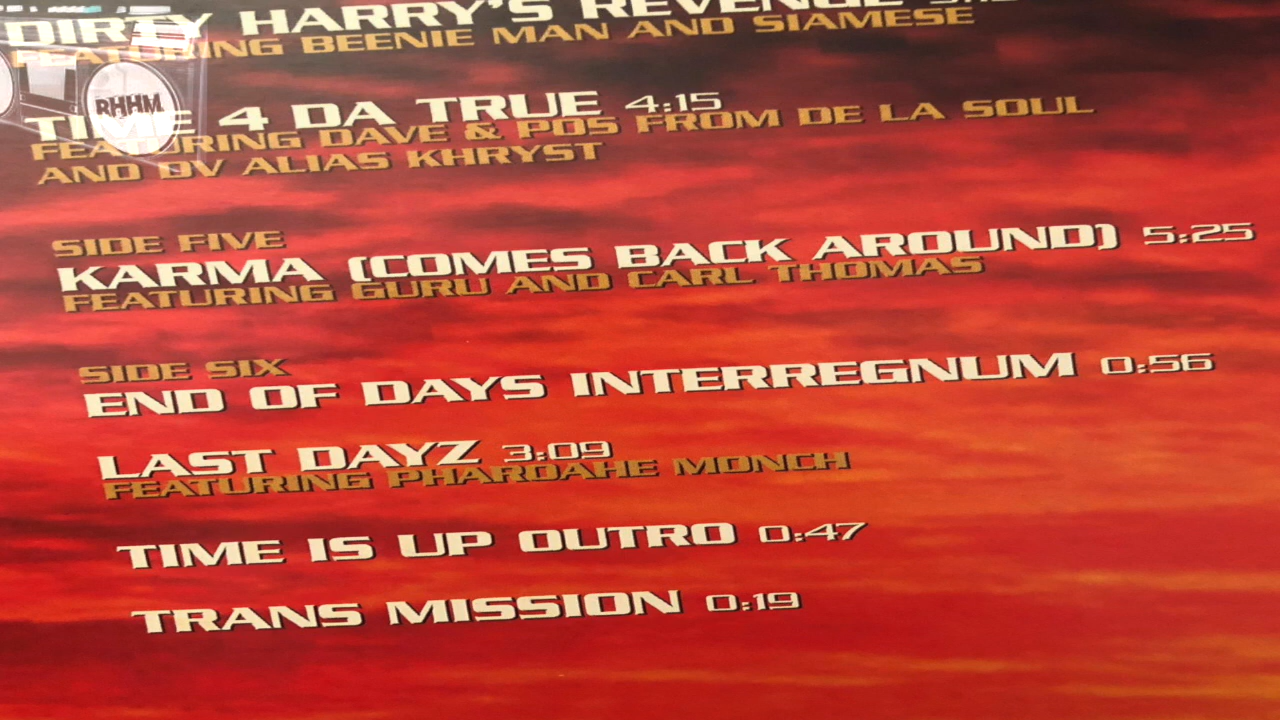 DIRTY HARRY'S REVENGE
FEATURING BEENIE MAN AND SIAMESE
RHHM
TIME 4 DA TRUE 4:15
FEATURING DAVE & POS FROM DE LA SOUL
AND DV ALIAS KHRYST
SIDE FIVE
KARMA (COMES BACK AROUND) 5:25
FEATURING GURU AND CARL THOMAS
SIDE SIX
END OF DAYS INTERREGNUM 0:56
LAST DAYZ 3:09
FEATURING PHAROAHE MONCH
TIME IS UP OUTRO 0:47
TRANS MISSION 0:19